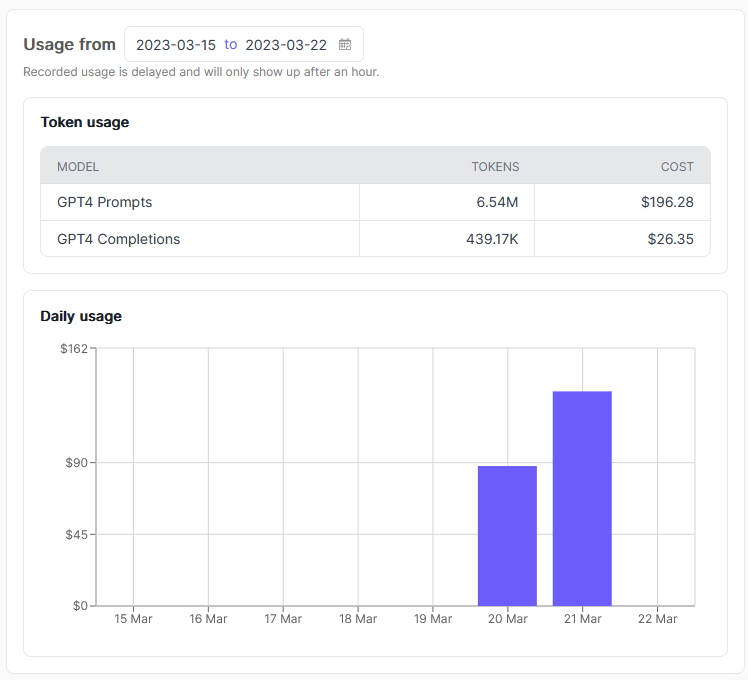 Usage from 2023-03-15 to 2023-03-22
Recorded usage is delayed and will only show up after an hour.
Token usage
MODEL TOKENS COST
GPT4 Prompts 6.54M $196.28
GPT4 Completions 439.17K $26.35
Daily usage
$162
$90
$45
$0
15 Mar 16 Mar 17 Mar 18 Mar 19 Mar 20 Mar 21 Mar 22 Mar